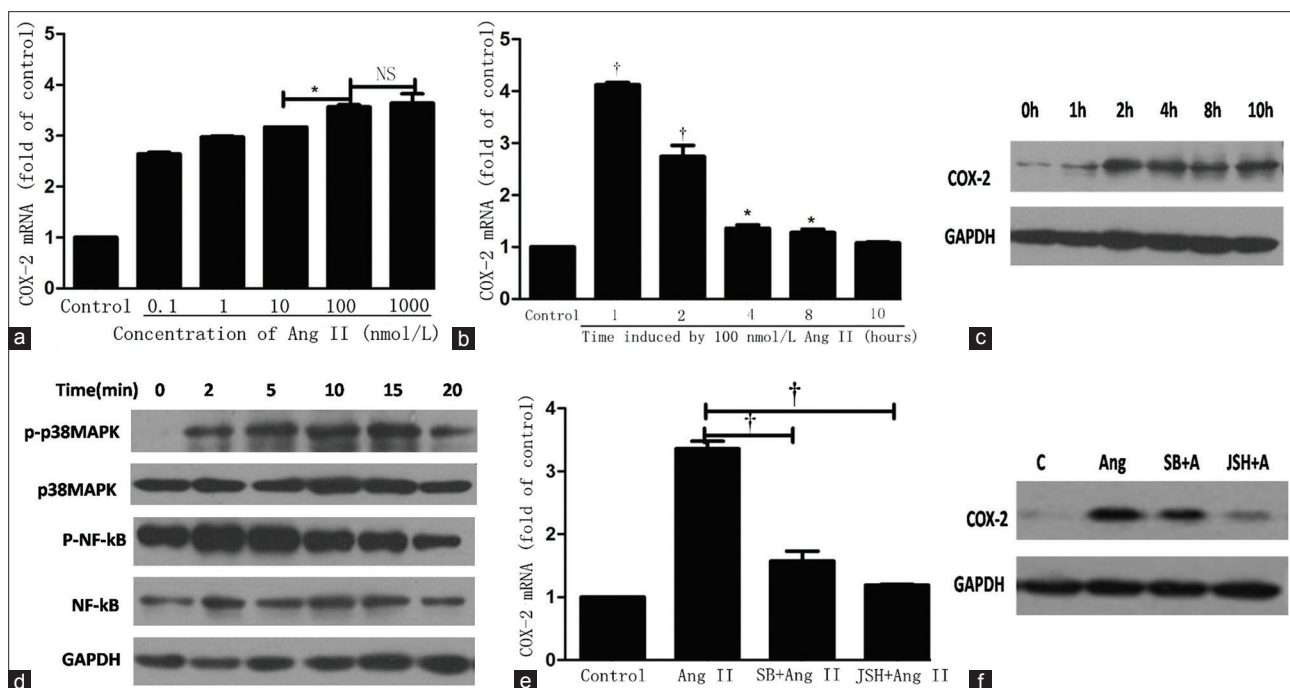 COX-2 mRNA (fold of control)
5
4
3
2
1
0
*
NS
Control 0.1 1 10 100 1000
Concentration of Ang II (nmol/L)
a
COX-2 mRNA (fold of control)
5
4
3
2
1
0
†
†
*
*
Control 1 2 4 8 10
Time induced by 100 nmol/L Ang II (hours)
b
0h 1h 2h 4h 8h 10h
COX-2
GAPDH
c
Time(min) 0 2 5 10 15 20
p-p38MAPK
p38MAPK
P-NF-kB
NF-kB
GAPDH
d
COX-2 mRNA (fold of control)
4
3
2
1
0
†
†
Control Ang II SB+Ang II JSH+Ang II
e
C Ang SB+A JSH+A
COX-2
GAPDH
f